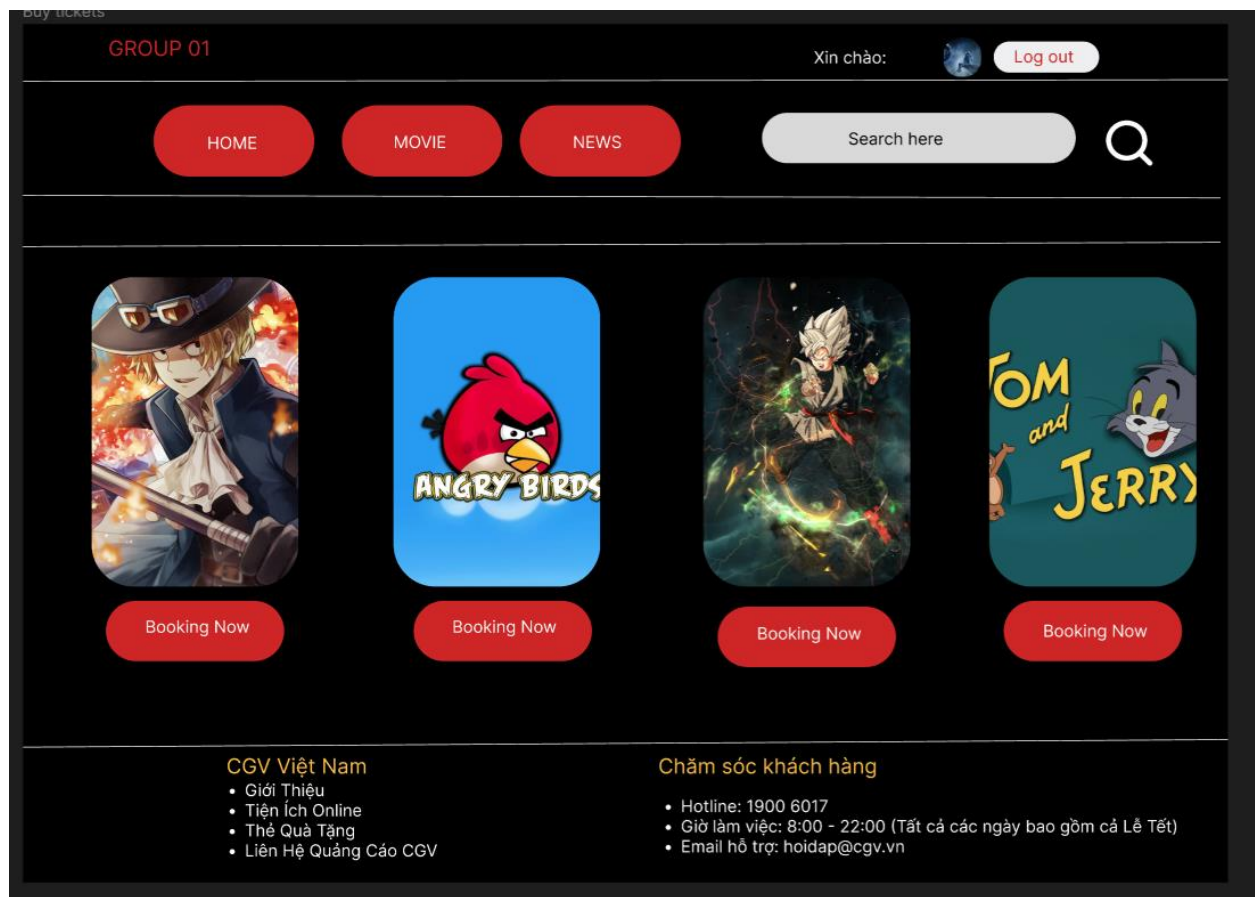 Buy tickets
GROUP 01
Xin chào:
Log out
HOME
MOVIE
NEWS
Search here
ANGRY BIRDS
TOM
and
JERRY
Booking Now
Booking Now
Booking Now
Booking Now
CGV Việt Nam
• Giới Thiệu
• Tiện Ích Online
• Thẻ Quà Tặng
• Liên Hệ Quảng Cáo CGV
Chăm sóc khách hàng
• Hotline: 1900 6017
• Giờ làm việc: 8:00 - 22:00 (Tất cả các ngày bao gồm cả Lễ Tết)
• Email hỗ trợ: hoidap@cgv.vn